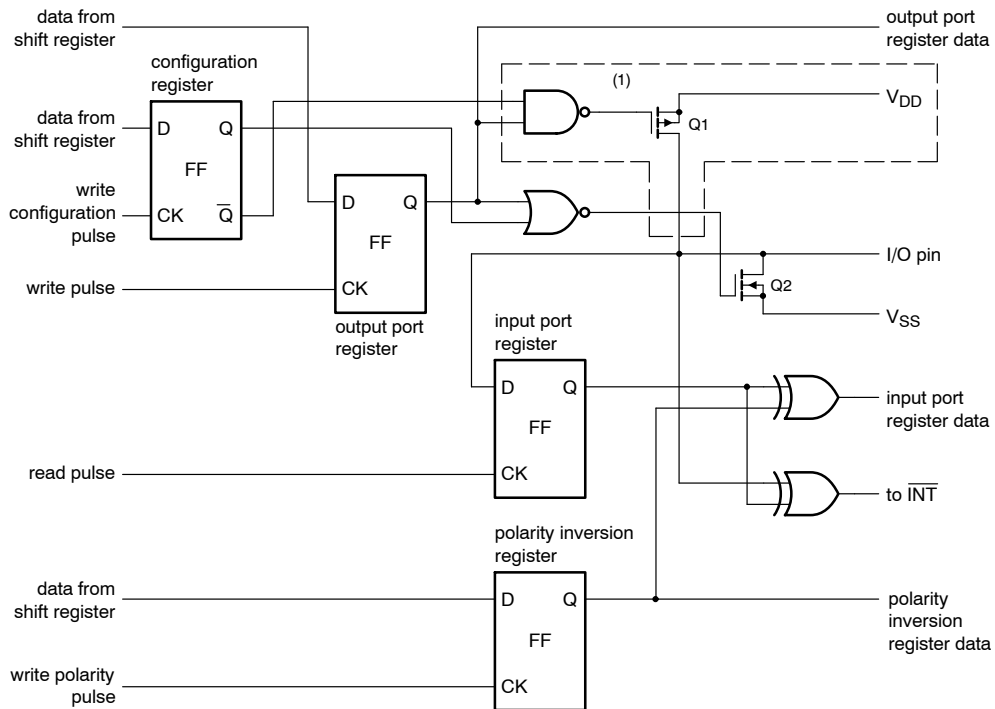 data from
shift register
output port
register data
configuration
register
(1)
VDD
data from
shift register
D
Q
FF
Q1
write
configuration
pulse
CK
Q̅
D
Q
FF
I/O pin
Q2
write pulse
CK
VSS
output port
register
input port
register
D
Q
FF
input port
register data
read pulse
CK
to I̅N̅T̅
polarity inversion
register
data from
shift register
D
Q
FF
polarity
inversion
register data
write polarity
pulse
CK